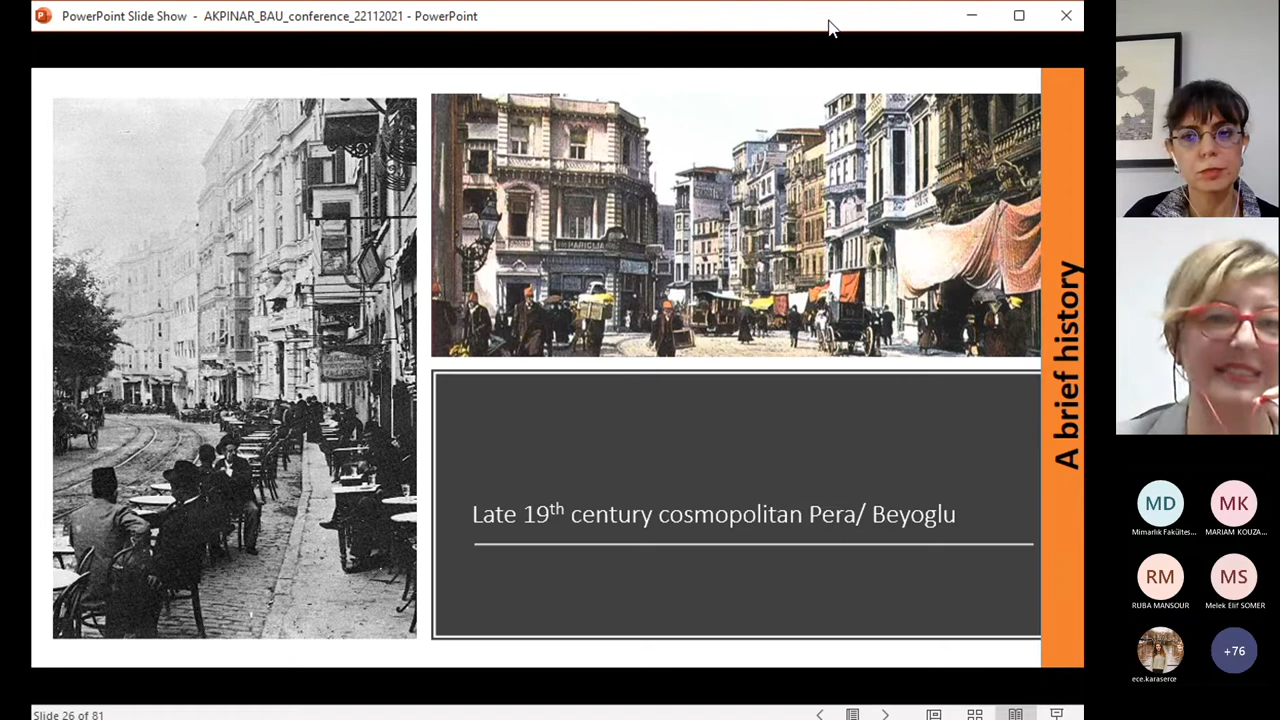 PowerPoint Slide Show - AKPINAR_BAU_conference_22112021 - PowerPoint
A brief history
Late 19th century cosmopolitan Pera/ Beyoglu
MD
MK
Mimarlık Fakültes...
MARIAM KOUZA...
RM
MS
RUBA MANSOUR
Melek Elif SOMER
+76
ece.karaserce
Slide 26 of 81